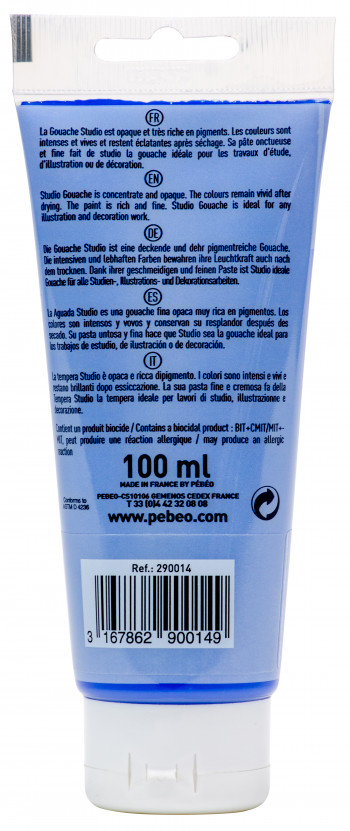 FR
La Gouache Studio est opaque et très riche en pigments. Les couleurs sont
intenses et vives et restent éclatantes après séchage. Sa pâte onctueuse
et fine fait de studio la gouache idéale pour les travaux d'étude,
d'illustration ou de décoration.
EN
Studio Gouache is concentrate and opaque. The colours remain vivid after
drying. The paint is rich and fine. Studio Gouache is ideal for any
illustration and decoration work.
DE
Die Gouache Studio ist eine deckende und dehr pigmentreiche Gouache.
Die intensiven und lebhaften Farben bewahren ihre Leuchtkraft auch nach
dem trocknen. Dank ihrer geschmeidigen und feinen Paste ist Studio ideale
Gouache für alle Studien-, Illustrations- und Dekorationsarbeiten.
ES
La Aguada Studio es una gouache fina opaca muy rica en pigmentos. Los
colores son intensos y vovos y conservan su resplandor después des
secado. Su pasta untosa y fina hace que Studio sea la gouache ideal para
los trabajos de estudio, de ilustración o de decoración.
IT
La tempera Studio è opaca e ricca dipigmento. I colori sono intensi e vivi e
restano brillanti dopo essiccazione. La sua pasta fine e cremosa fa della
Tempera Studio la tempera ideale per lavori di studio, illustrazione e
decorazione.
Contient un produit biocide / Contains a biocidal product : BIT+CMIT/MIT+-
MIT, peut produire une réaction allergique / may produce an allergic
reaction
100 ml
MADE IN FRANCE BY PÉBÉO
PEBEO-CS10106 GEMENOS CEDEX FRANCE
T 33 (0)4 42 32 08 08
www.pebeo.com
Conforms to
ASTM D 4236
Ref.: 290014
3 167862 900149